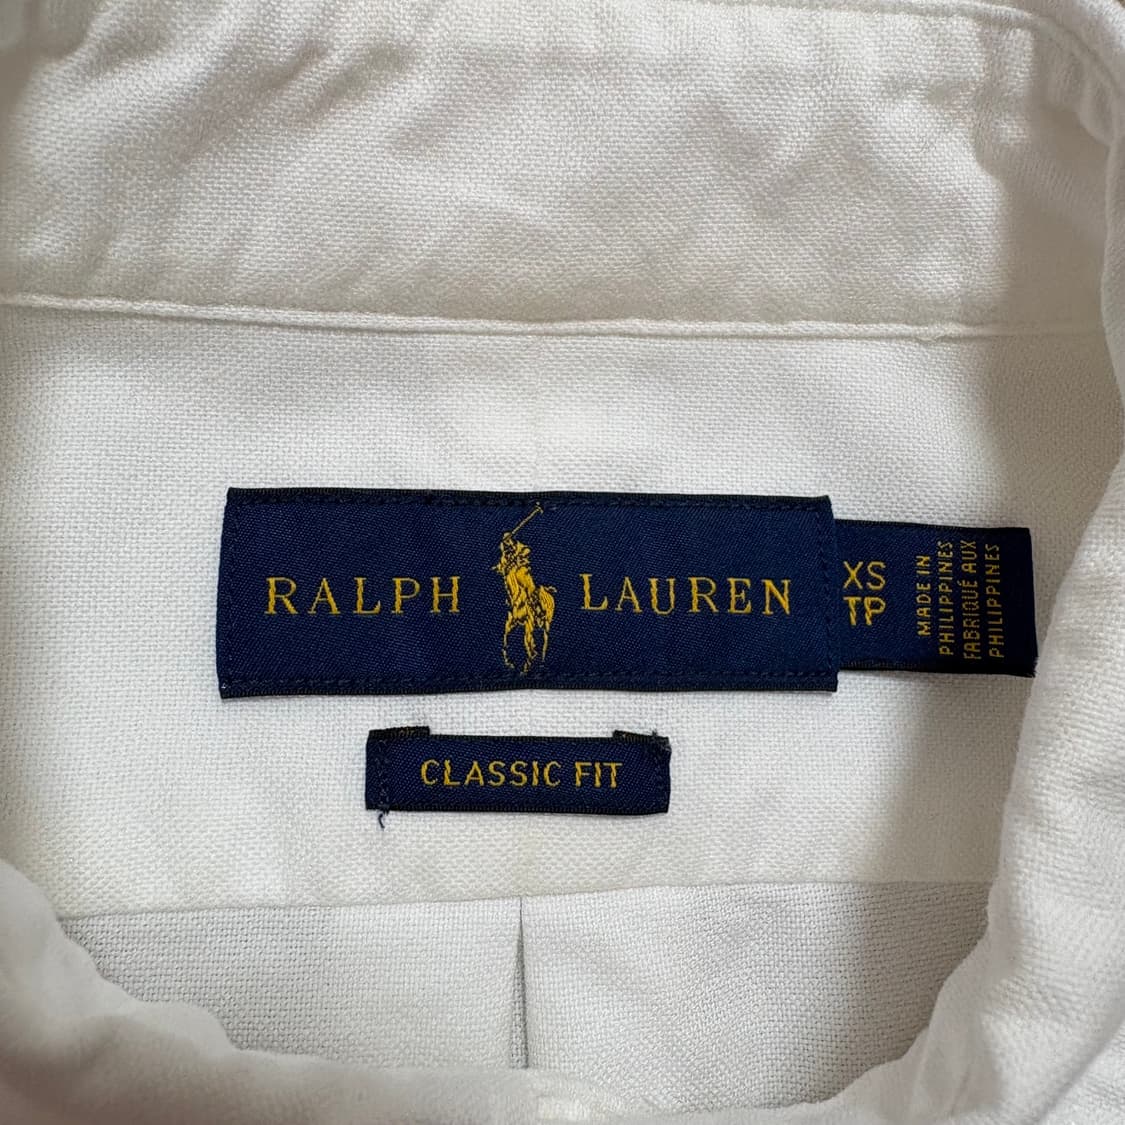 RALPH LAUREN
XS
TP
MADE IN
PHILIPPINES
FABRIQUÉ AUX
PHILIPPINES
CLASSIC FIT